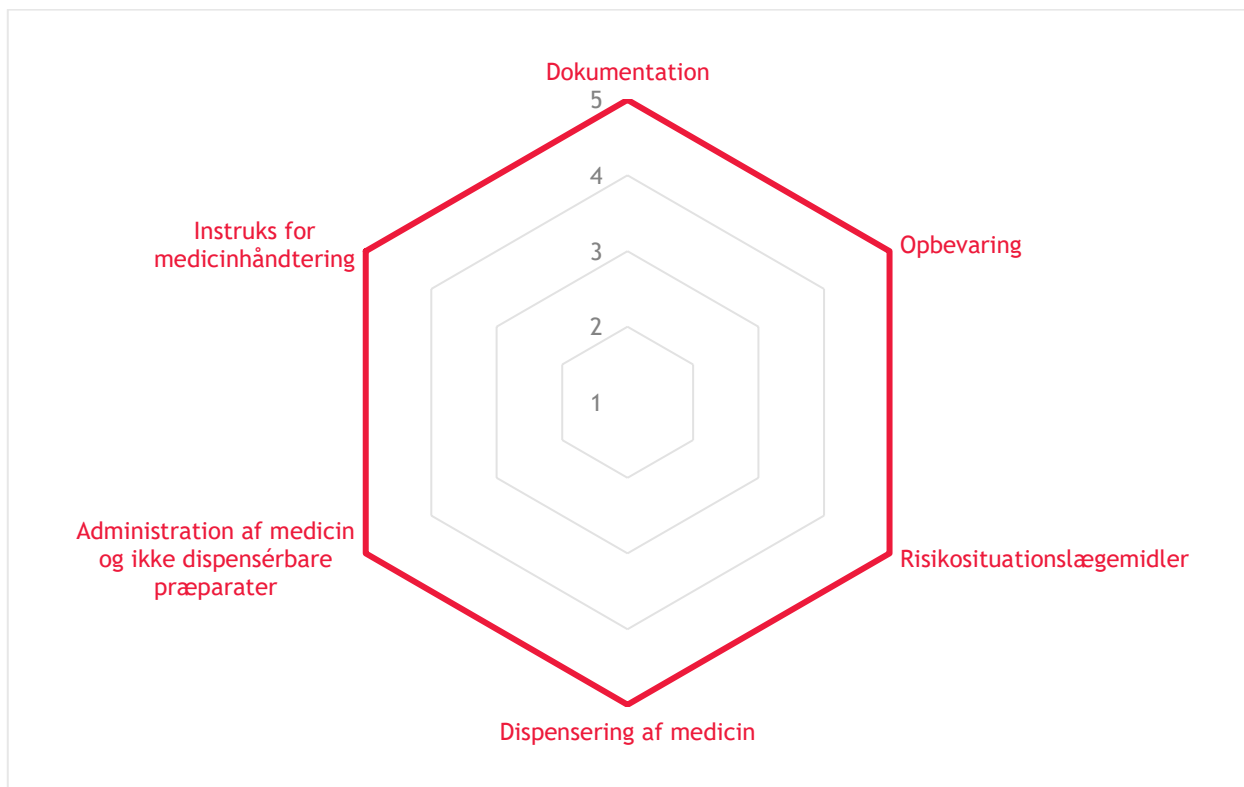 Dokumentation
5
4
Instruks for
medicinhåndtering
Opbevaring
3
2
1
Administration af medicin
og ikke dispensérbare
præparater
Risikosituationslægemidler
Dispensering af medicin